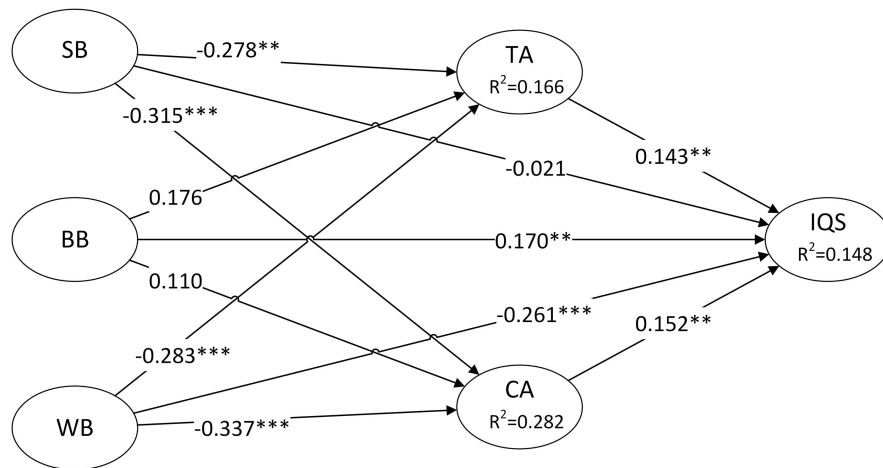 SB
-0.278**
TA
R²=0.166
-0.315***
0.143**
-0.021
0.176
BB
0.170**
IQS
R²=0.148
0.110
-0.261***
0.152**
-0.283***
CA
R²=0.282
WB
-0.337***